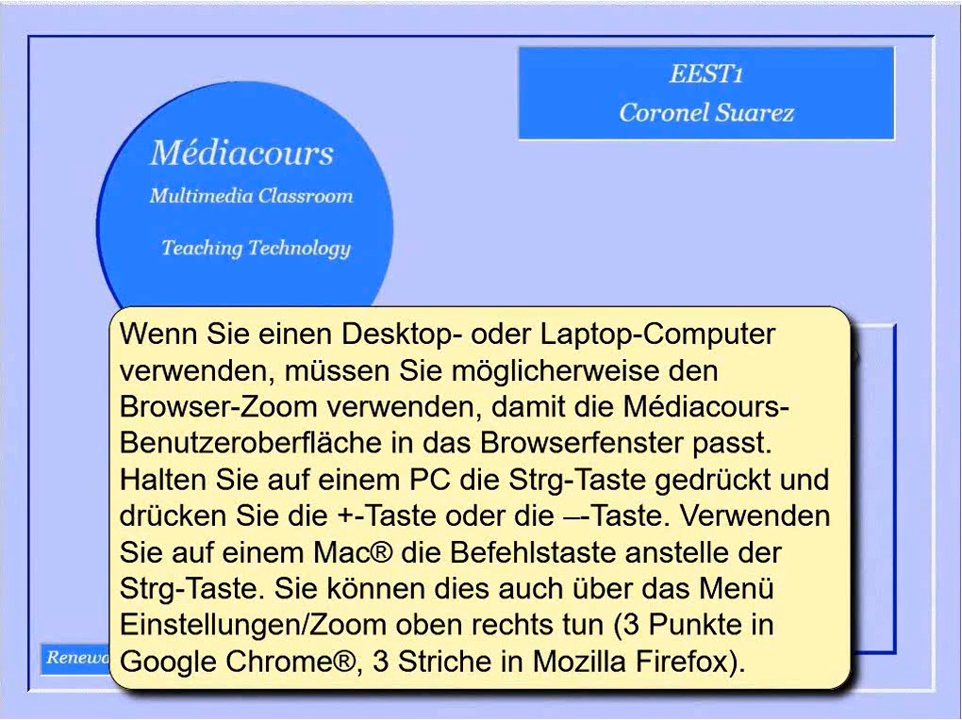 EEST1
Coronel Suarez
Médiacours
Multimedia Classroom
Teaching Technology
Wenn Sie einen Desktop- oder Laptop-Computer
verwenden, müssen Sie möglicherweise den
Browser-Zoom verwenden, damit die Médiacours-
Benutzeroberfläche in das Browserfenster passt.
Halten Sie auf einem PC die Strg-Taste gedrückt und
drücken Sie die +-Taste oder die –-Taste. Verwenden
Sie auf einem Mac® die Befehlstaste anstelle der
Strg-Taste. Sie können dies auch über das Menü
Einstellungen/Zoom oben rechts tun (3 Punkte in
Google Chrome®, 3 Striche in Mozilla Firefox).